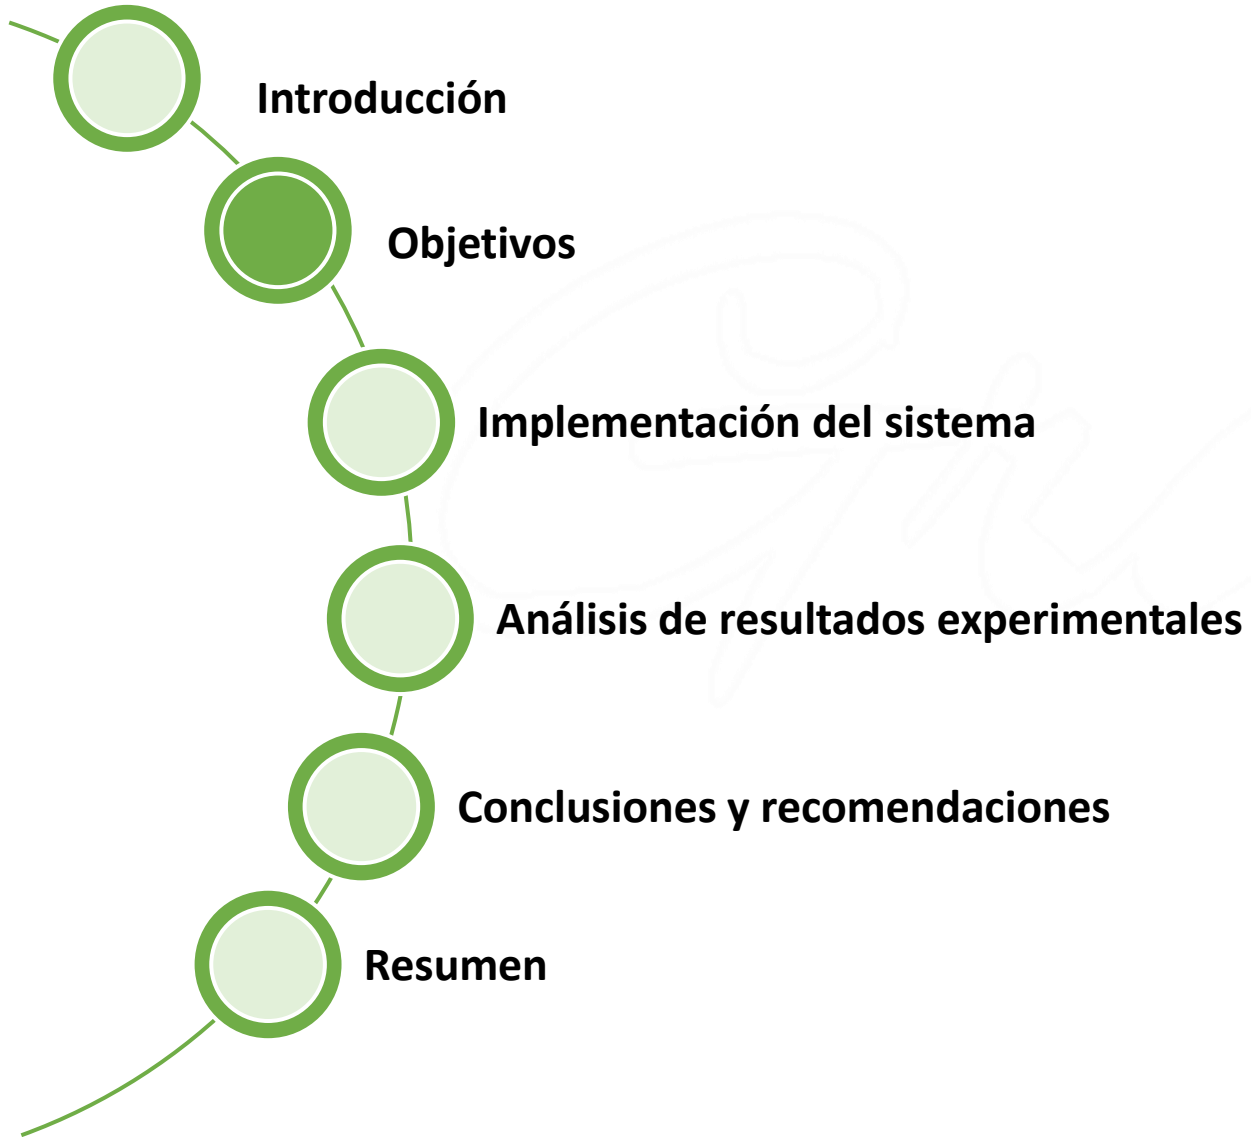 Introducción
Objetivos
Implementación del sistema
Análisis de resultados experimentales
Conclusiones y recomendaciones
Resumen